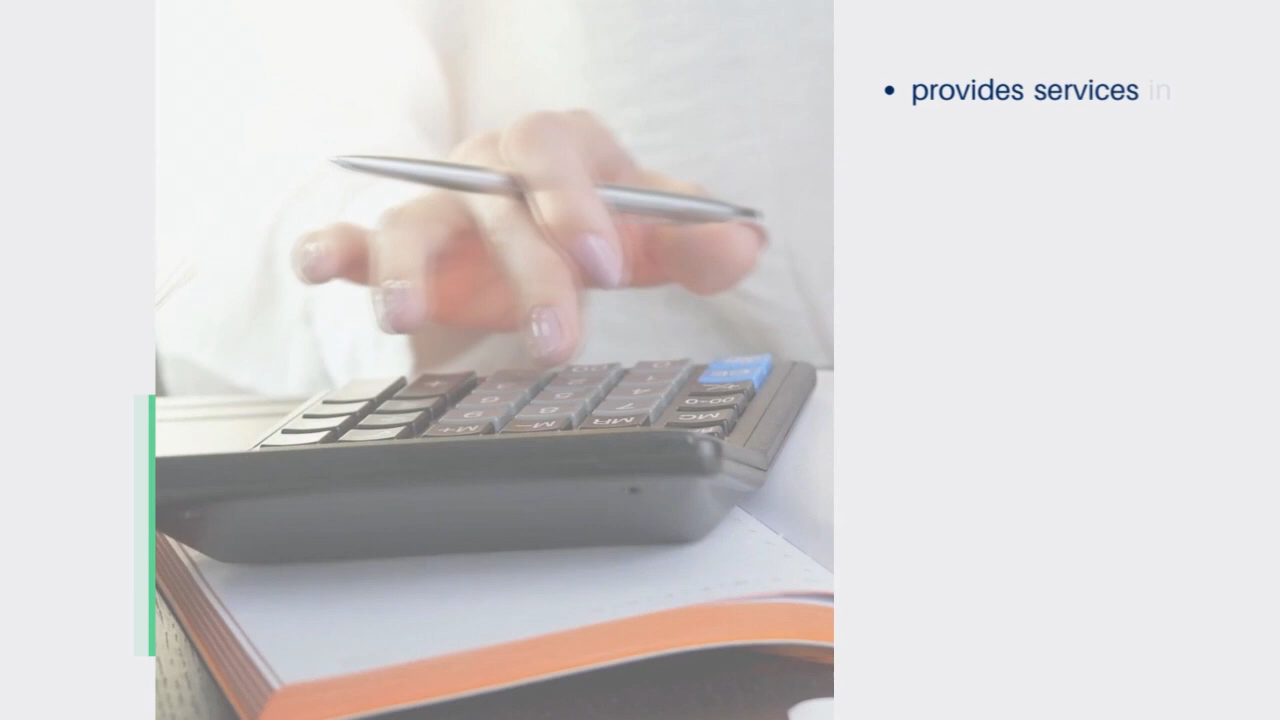 • provides services in